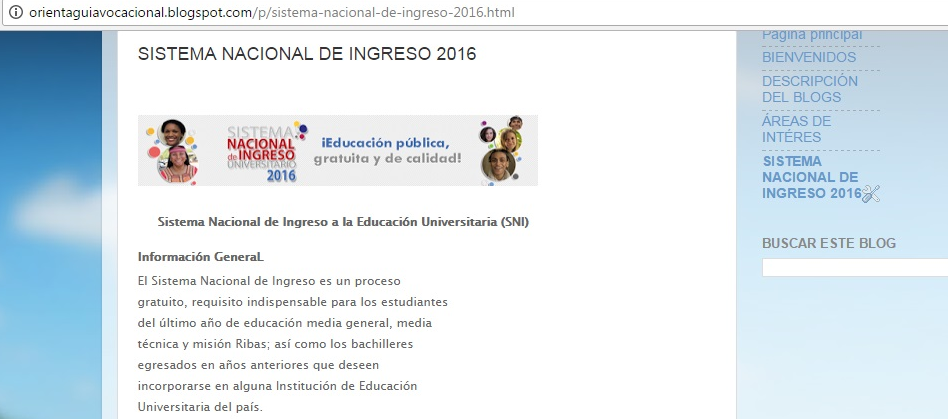 orientaguiavocacional.blogspot.com/p/sistema-nacional-de-ingreso-2016.html
SISTEMA NACIONAL DE INGRESO 2016
SISTEMA
NACIONAL
de INGRESO
UNIVERSITARIO
2016
¡Educación pública,
gratuita y de calidad!
Sistema Nacional de Ingreso a la Educación Universitaria (SNI)
Información GeneraL
El Sistema Nacional de Ingreso es un proceso
gratuito, requisito indispensable para los estudiantes
del último año de educación media general, media
técnica y misión Ribas; así como los bachilleres
egresados en años anteriores que deseen
incorporarse en alguna Institución de Educación
Universitaria del país.
Página principal
BIENVENIDOS
DESCRIPCIÓN
DEL BLOGS
ÁREAS DE
INTÉRES
SISTEMA
NACIONAL DE
INGRESO 2016
BUSCAR ESTE BLOG